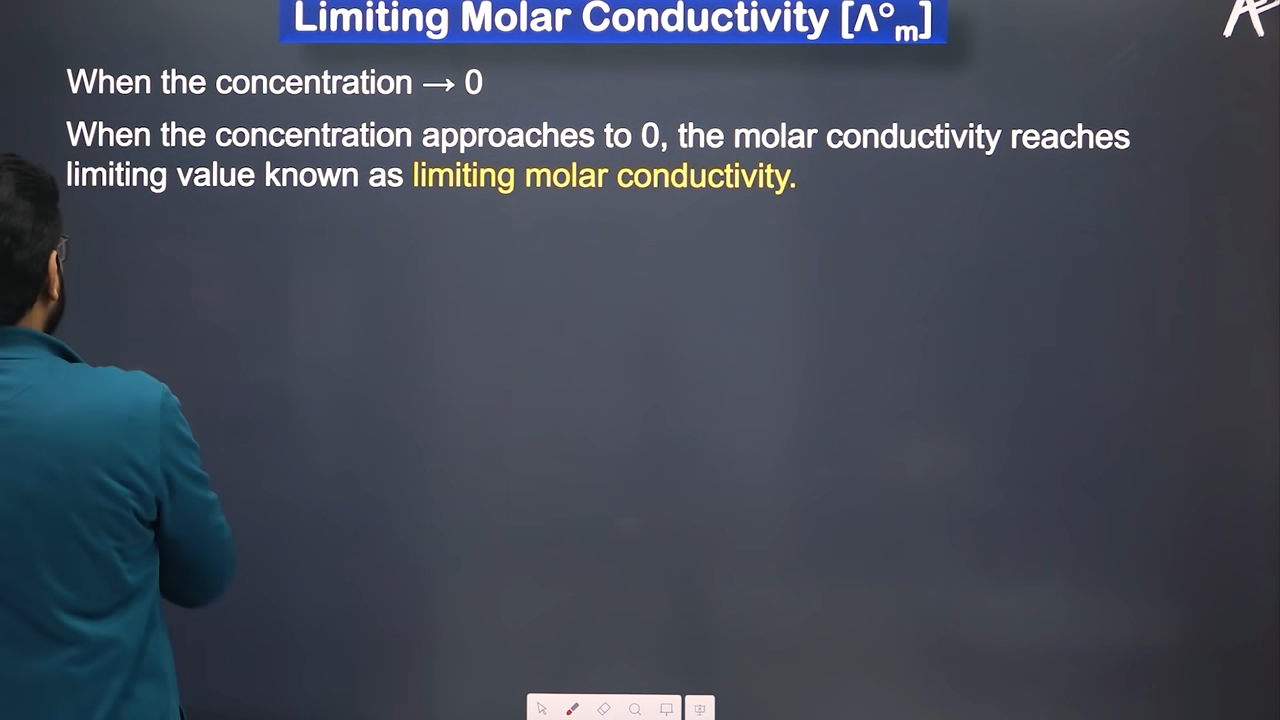 Limiting Molar Conductivity [Λ°m]
When the concentration → 0
When the concentration approaches to 0, the molar conductivity reaches
limiting value known as limiting molar conductivity.